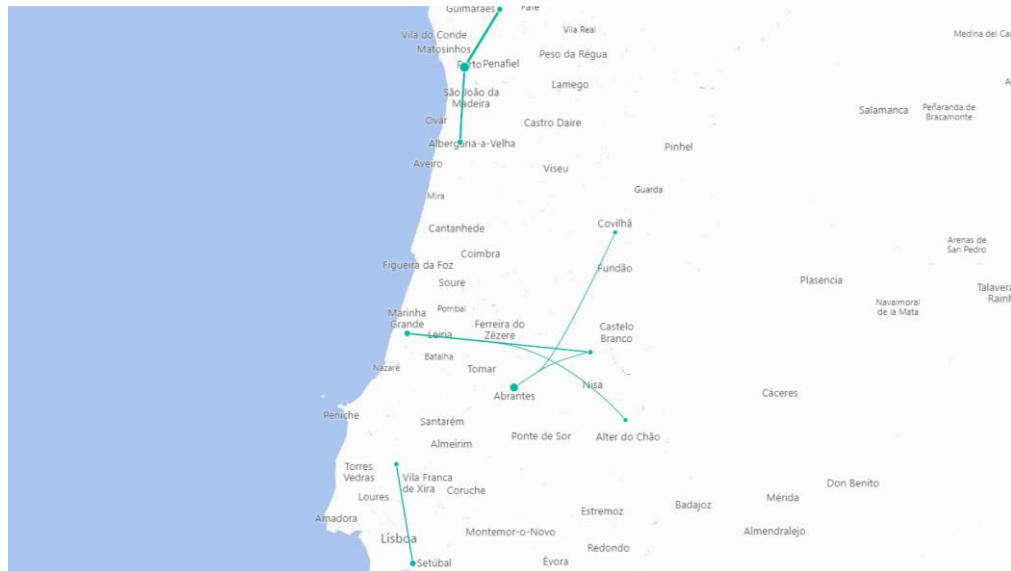 Guimarães
Fafe
Vila Real
Medina del Ca
Vila do Conde
Matosinhos
Porto
Penafiel
Peso da Régua
Lamego
São João da
Madeira
Ovar
Castro Daire
Salamanca
Peñaranda de
Bracamonte
Albergaria-a-Velha
Pinhel
Aveiro
Viseu
Guarda
Mira
Cantanhede
Covilhã
Arenas de
San Pedro
Coimbra
Figueira da Foz
Fundão
Soure
Plasencia
Talavera
Rainh
Navalmoral
de la Mata
Pombal
Marinha
Grande
Leiria
Ferreira do
Zêzere
Castelo
Branco
Batalha
Nazaré
Tomar
Nisa
Abrantes
Cáceres
Peniche
Santarém
Almeirim
Ponte de Sor
Alter do Chão
Torres
Vedras
Vila Franca
de Xira
Coruche
Loures
Don Benito
Mérida
Badajoz
Estremoz
Amadora
Lisboa
Montemor-o-Novo
Almendralejo
Redondo
Setúbal
Évora